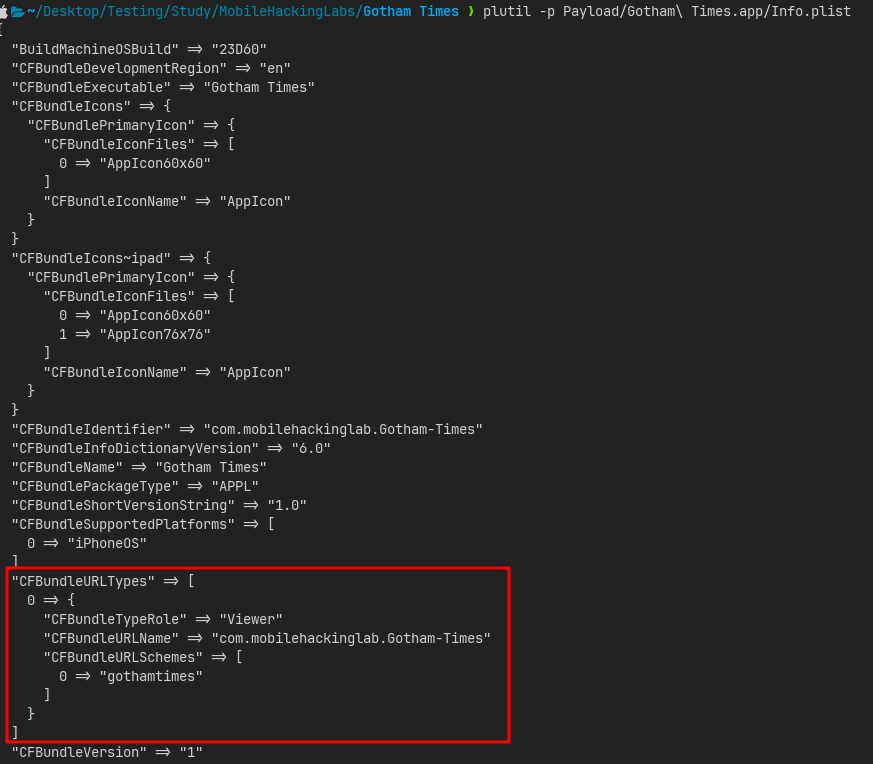 ~/Desktop/Testing/Study/MobileHackingLabs/Gotham Times ❯ plutil -p Payload/Gotham\ Times.app/Info.plist
{
"BuildMachineOSBuild" => "23D60"
"CFBundleDevelopmentRegion" => "en"
"CFBundleExecutable" => "Gotham Times"
"CFBundleIcons" => {
"CFBundlePrimaryIcon" => {
"CFBundleIconFiles" => [
0 => "AppIcon60x60"
]
"CFBundleIconName" => "AppIcon"
}
}
"CFBundleIcons~ipad" => {
"CFBundlePrimaryIcon" => {
"CFBundleIconFiles" => [
0 => "AppIcon60x60"
1 => "AppIcon76x76"
]
"CFBundleIconName" => "AppIcon"
}
}
"CFBundleIdentifier" => "com.mobilehackinglab.Gotham-Times"
"CFBundleInfoDictionaryVersion" => "6.0"
"CFBundleName" => "Gotham Times"
"CFBundlePackageType" => "APPL"
"CFBundleShortVersionString" => "1.0"
"CFBundleSupportedPlatforms" => [
0 => "iPhoneOS"
]
"CFBundleURLTypes" => [
0 => {
"CFBundleTypeRole" => "Viewer"
"CFBundleURLName" => "com.mobilehackinglab.Gotham-Times"
"CFBundleURLSchemes" => [
0 => "gothamtimes"
]
}
]
"CFBundleVersion" => "1"